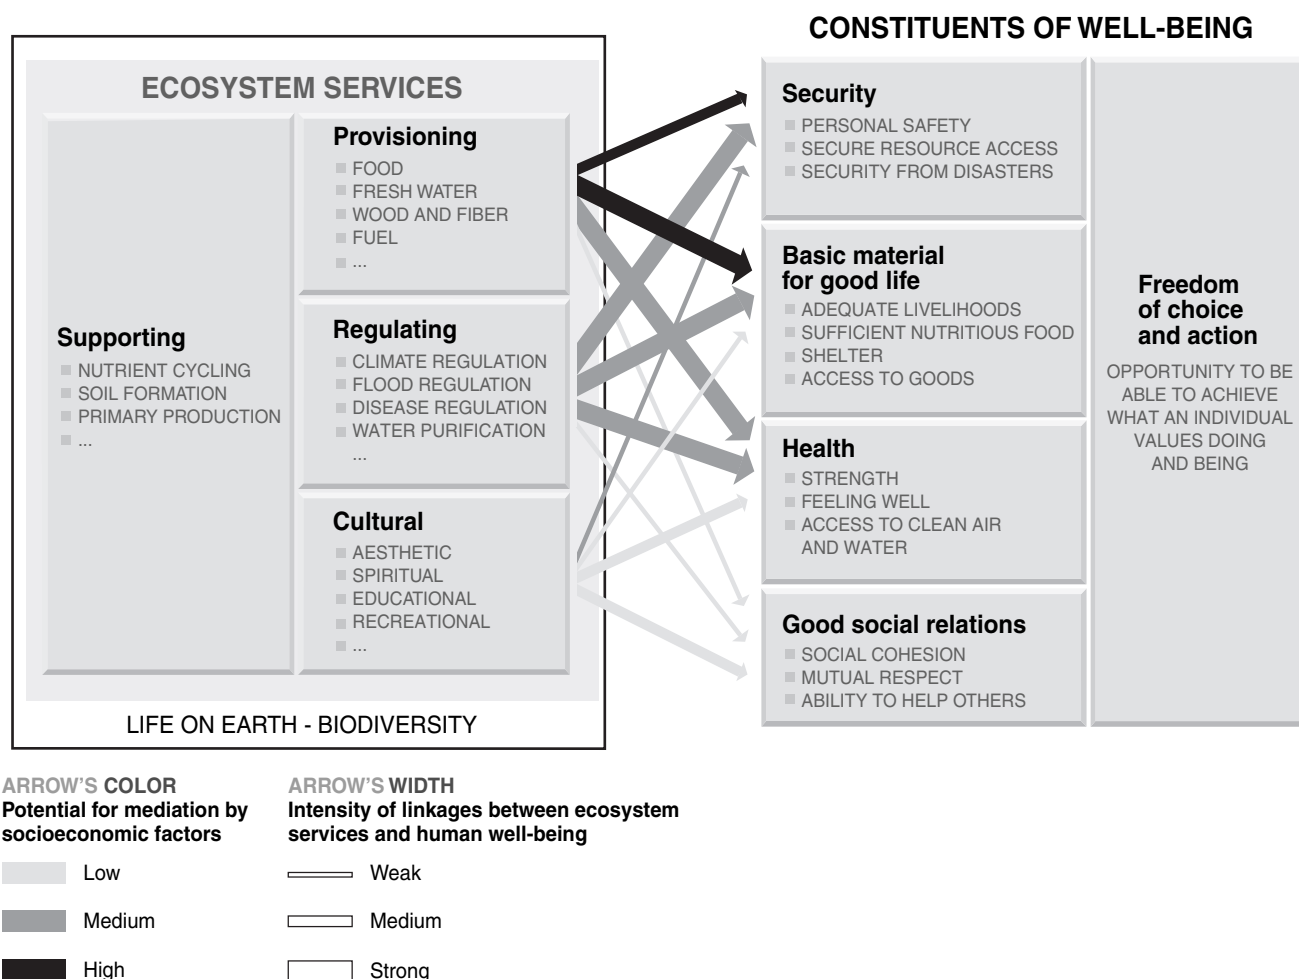 CONSTITUENTS OF WELL-BEING
ECOSYSTEM SERVICES
Supporting
NUTRIENT CYCLING
SOIL FORMATION
PRIMARY PRODUCTION
...
Provisioning
FOOD
FRESH WATER
WOOD AND FIBER
FUEL
...
Regulating
CLIMATE REGULATION
FLOOD REGULATION
DISEASE REGULATION
WATER PURIFICATION
...
Cultural
AESTHETIC
SPIRITUAL
EDUCATIONAL
RECREATIONAL
...
LIFE ON EARTH - BIODIVERSITY
Security
PERSONAL SAFETY
SECURE RESOURCE ACCESS
SECURITY FROM DISASTERS
Basic material
for good life
ADEQUATE LIVELIHOODS
SUFFICIENT NUTRITIOUS FOOD
SHELTER
ACCESS TO GOODS
Health
STRENGTH
FEELING WELL
ACCESS TO CLEAN AIR
AND WATER
Good social relations
SOCIAL COHESION
MUTUAL RESPECT
ABILITY TO HELP OTHERS
Freedom
of choice
and action
OPPORTUNITY TO BE
ABLE TO ACHIEVE
WHAT AN INDIVIDUAL
VALUES DOING
AND BEING
ARROW'S COLOR
Potential for mediation by
socioeconomic factors
Low
Medium
High
ARROW'S WIDTH
Intensity of linkages between ecosystem
services and human well-being
Weak
Medium
Strong